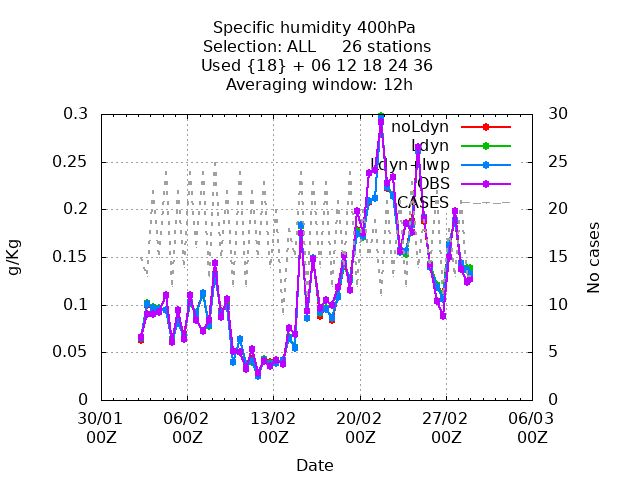 Specific humidity 400hPa
Selection: ALL 26 stations
Used {18} + 06 12 18 24 36
Averaging window: 12h
0.3
0.25
0.2
0.15
0.1
0.05
0
g/Kg
30
25
20
15
10
5
0
No cases
noLdyn
Ldyn
Ldyn+lwp
OBS
CASES
30/01 06/02 13/02 20/02 27/02 06/03
00Z 00Z 00Z 00Z 00Z 00Z
Date